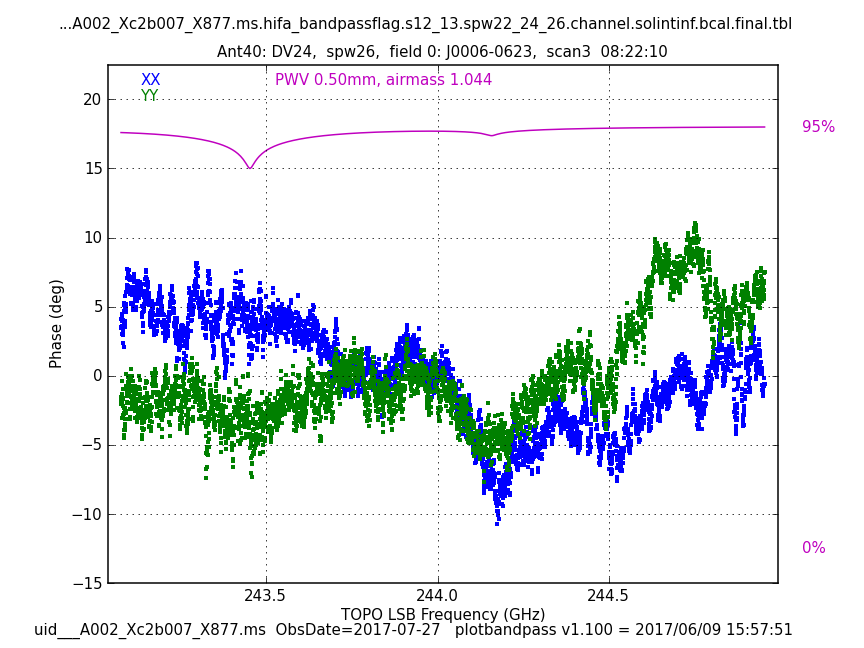 ...A002_Xc2b007_X877.ms.hifa_bandpassflag.s12_13.spw22_24_26.channel.solintinf.bcal.final.tbl
Ant40: DV24,  spw26,  field 0: J0006-0623,  scan3  08:22:10
XX
PWV 0.50mm, airmass 1.044
YY
20
95%
15
10
5
Phase (deg)
0
−5
−10
0%
−15
243.5
244.0
244.5
TOPO LSB Frequency (GHz)
uid___A002_Xc2b007_X877.ms  ObsDate=2017-07-27   plotbandpass v1.100 = 2017/06/09 15:57:51